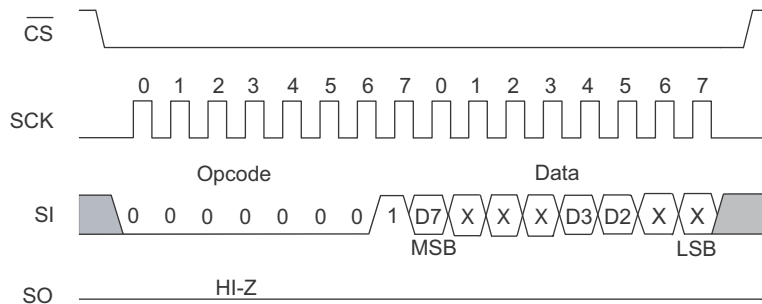 CS
0 1 2 3 4 5 6 7 0 1 2 3 4 5 6 7
SCK
Opcode Data
SI 0 0 0 0 0 0 0 1 D7 X X X D3 D2 X X
MSB LSB
HI-Z
SO